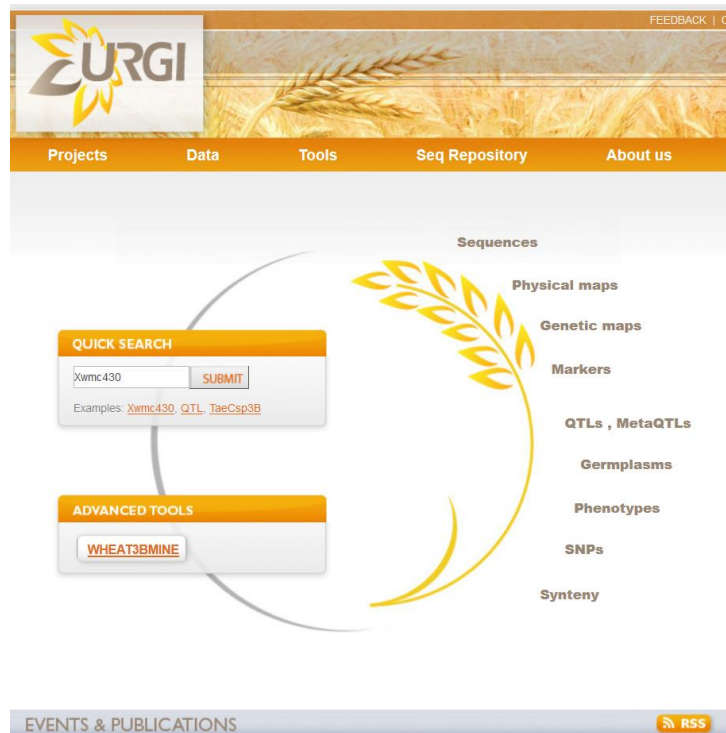 FEEDBACK |
URGI
Projects Data Tools Seq Repository About us
Sequences
Physical maps
Genetic maps
Markers
QTLs , MetaQTLs
Germplasms
Phenotypes
SNPs
Synteny
QUICK SEARCH
Xwmc430 SUBMIT
Examples: Xwmc430, QTL, TaeCsp3B
ADVANCED TOOLS
WHEAT3BMINE
EVENTS & PUBLICATIONS RSS